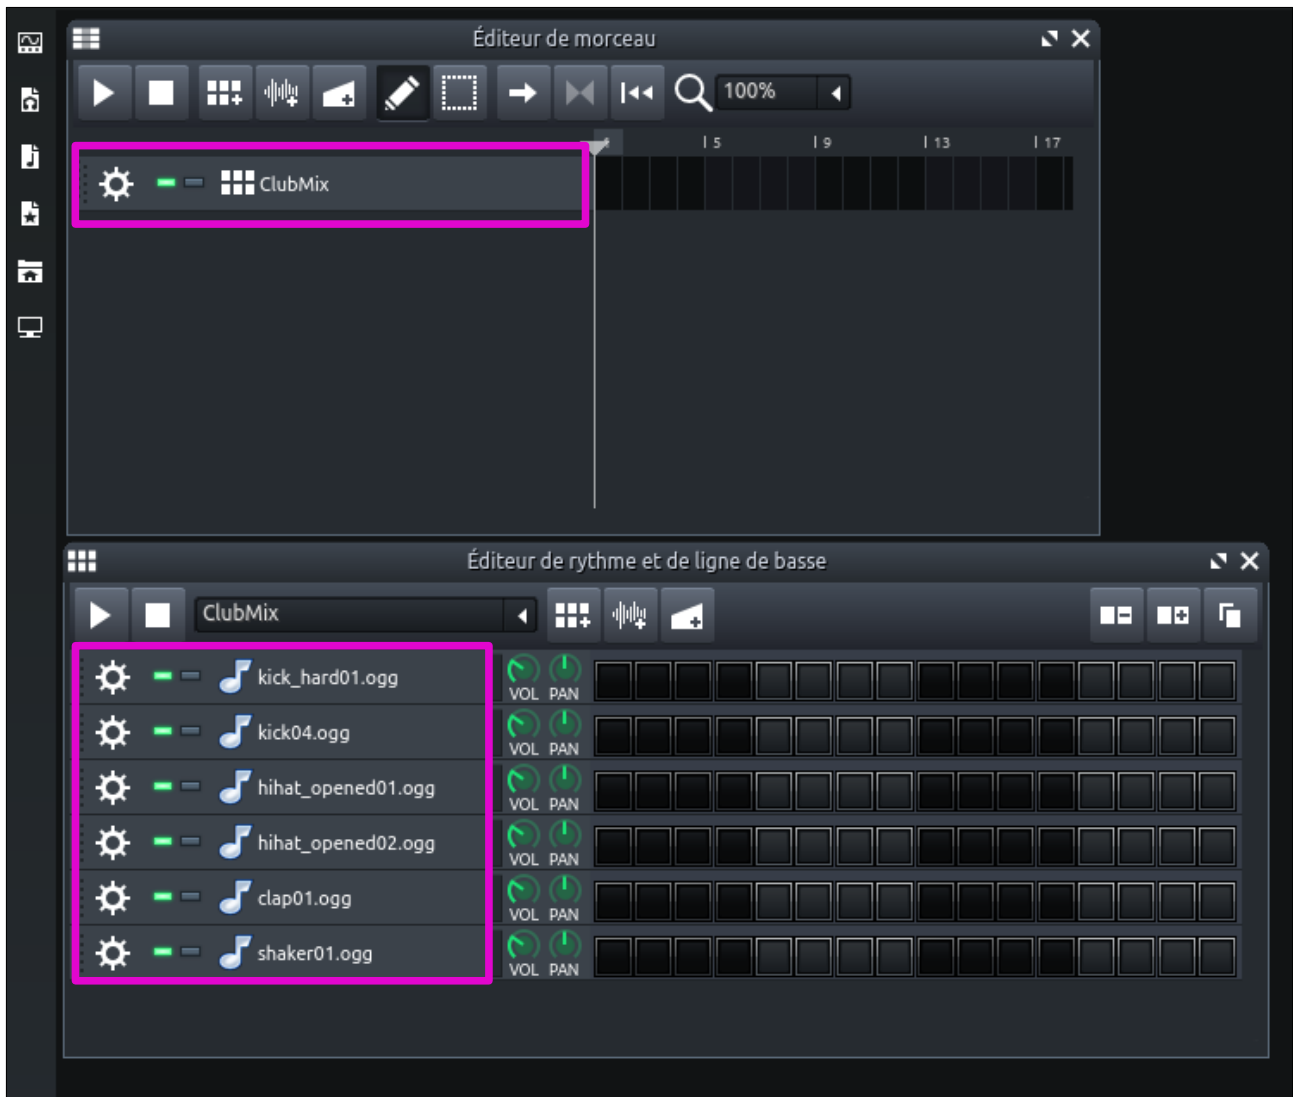 Éditeur de morceau
100%
5 9 13 17
ClubMix
Éditeur de rythme et de ligne de basse
ClubMix
kick_hard01.ogg VOL PAN
kick04.ogg VOL PAN
hihat_opened01.ogg VOL PAN
hihat_opened02.ogg VOL PAN
clap01.ogg VOL PAN
shaker01.ogg VOL PAN